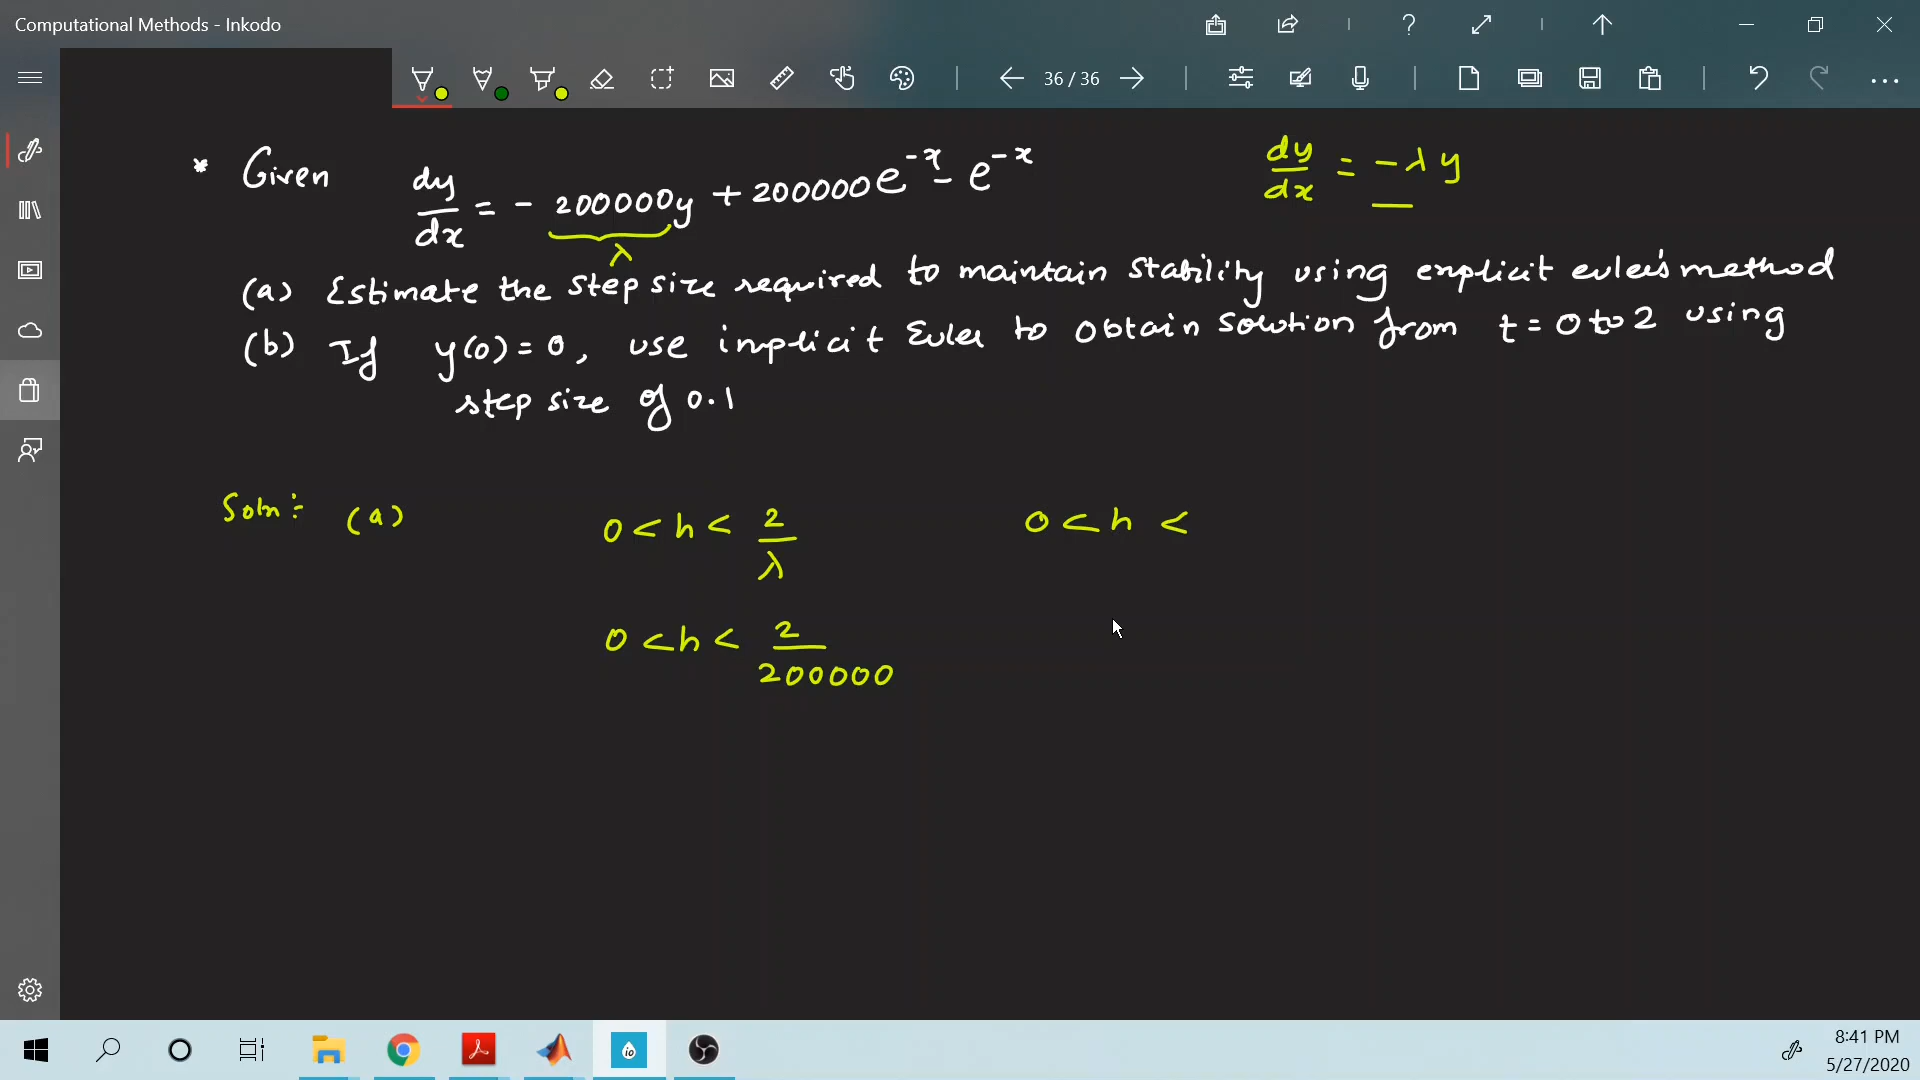 Computational Methods - Inkodo
36 / 36
* Given dy/dx = - 200000y + 200000e^-x - e^-x
λ
dy/dx = - λ y
(a) Estimate the step size required to maintain stability using explicit euler's method
(b) If y(0) = 0, use implicit Euler to obtain solution from t = 0 to 2 using
step size of 0.1
Soln :- (a) 0 < h < 2/λ 0 < h <
0 < h < 2/200000
8:41 PM
5/27/2020